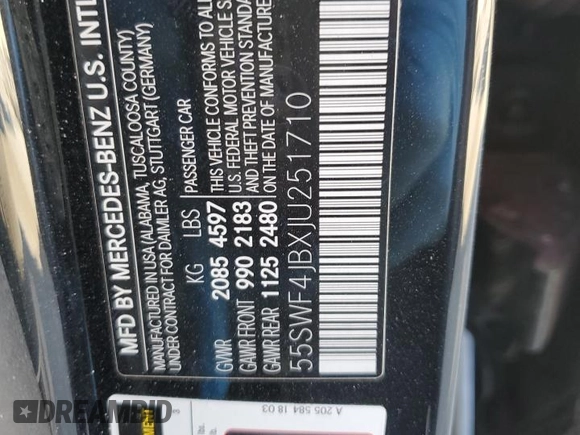 MFD BY MERCEDES-BENZ U.S. INTL
MANUFACTURED IN USA (ALABAMA, TUSCALOOSA COUNTY)
UNDER CONTRACT FOR DAIMLER AG, STUTTGART (GERMANY)
KG LBS PASSENGER CAR
GVWR 2085 4597 THIS VEHICLE CONFORMS TO ALL
GAWR FRONT 990 2183 U.S. FEDERAL MOTOR VEHICLE S
GAWR REAR 1125 2480 AND THEFT PREVENTION STANDA
ON THE DATE OF MANUFACTURE
55SWF4JBXJU251710
A 205 584 18 03
DREAMBID